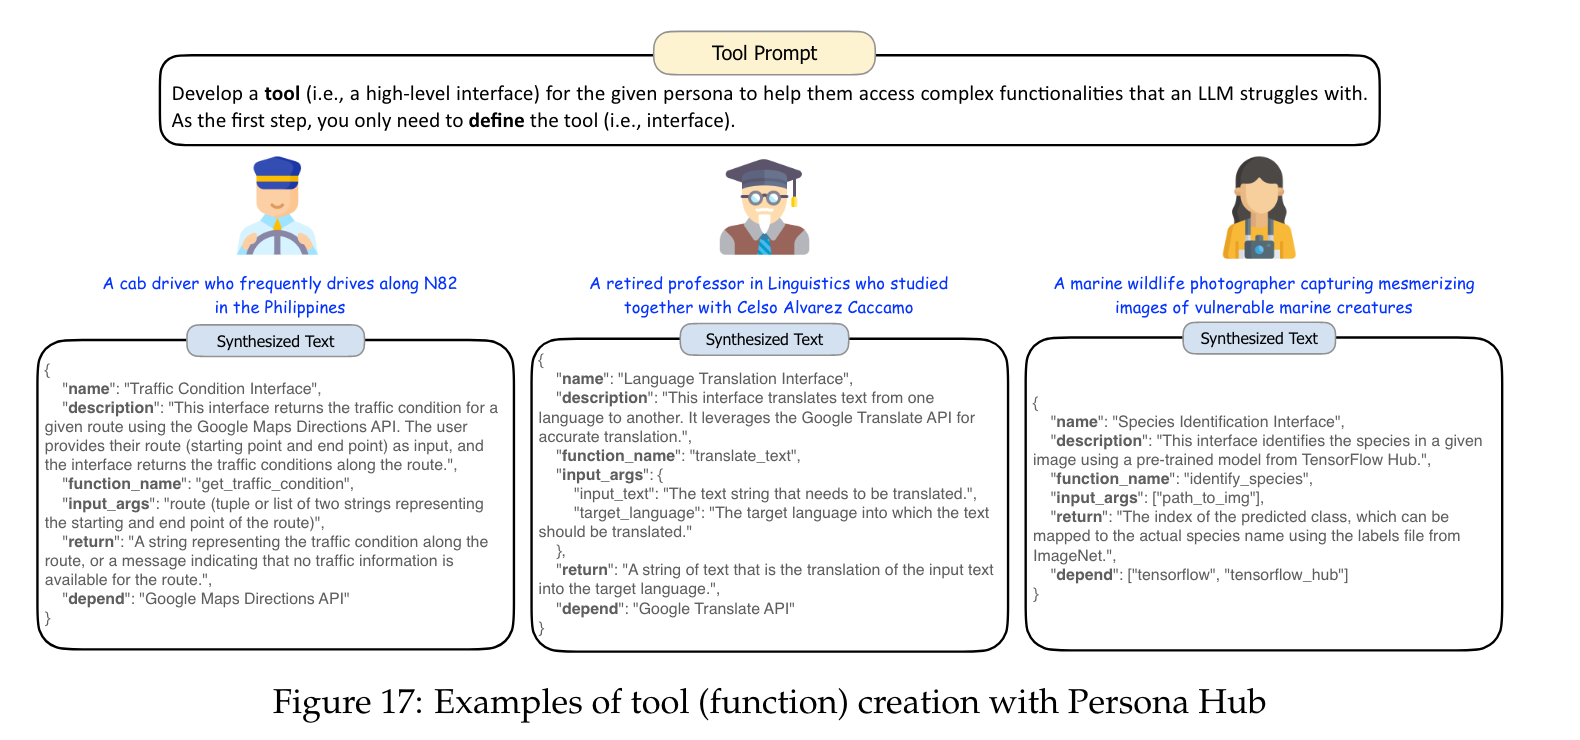 Tool Prompt
Develop a tool (i.e., a high-level interface) for the given persona to help them access complex functionalities that an LLM struggles with.
As the first step, you only need to define the tool (i.e., interface).
A cab driver who frequently drives along N82
in the Philippines
Synthesized Text
{
"name": "Traffic Condition Interface",
"description": "This interface returns the traffic condition for a
given route using the Google Maps Directions API. The user
provides their route (starting point and end point) as input, and
the interface returns the traffic conditions along the route.",
"function_name": "get_traffic_condition",
"input_args": "route (tuple or list of two strings representing
the starting and end point of the route)",
"return": "A string representing the traffic condition along the
route, or a message indicating that no traffic information is
available for the route.",
"depend": "Google Maps Directions API"
}
A retired professor in Linguistics who studied
together with Celso Alvarez Caccamo
Synthesized Text
{
"name": "Language Translation Interface",
"description": "This interface translates text from one
language to another. It leverages the Google Translate API for
accurate translation.",
"function_name": "translate_text",
"input_args": {
"input_text": "The text string that needs to be translated.",
"target_language": "The target language into which the text
should be translated."
},
"return": "A string of text that is the translation of the input text
into the target language.",
"depend": "Google Translate API"
}
A marine wildlife photographer capturing mesmerizing
images of vulnerable marine creatures
Synthesized Text
{
"name": "Species Identification Interface",
"description": "This interface identifies the species in a given
image using a pre-trained model from TensorFlow Hub.",
"function_name": "identify_species",
"input_args": ["path_to_img"],
"return": "The index of the predicted class, which can be
mapped to the actual species name using the labels file from
ImageNet.",
"depend": ["tensorflow", "tensorflow_hub"]
}
Figure 17: Examples of tool (function) creation with Persona Hub